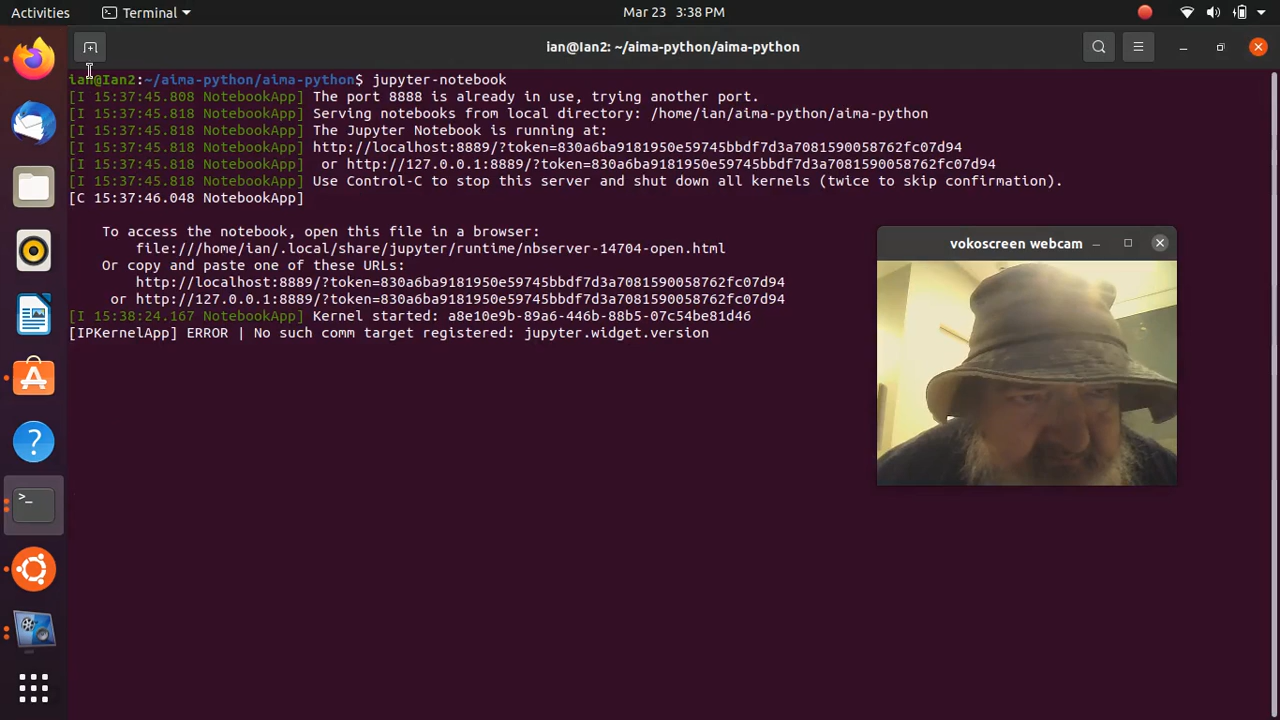 Activities
Terminal
Mar 23 3:38 PM
ian@Ian2: ~/aima-python/aima-python
ian@Ian2:~/aima-python/aima-python$ jupyter-notebook
[I 15:37:45.808 NotebookApp] The port 8888 is already in use, trying another port.
[I 15:37:45.818 NotebookApp] Serving notebooks from local directory: /home/ian/aima-python/aima-python
[I 15:37:45.818 NotebookApp] The Jupyter Notebook is running at:
[I 15:37:45.818 NotebookApp] http://localhost:8889/?token=830a6ba9181950e59745bbdf7d3a7081590058762fc07d94
[I 15:37:45.818 NotebookApp]  or http://127.0.0.1:8889/?token=830a6ba9181950e59745bbdf7d3a7081590058762fc07d94
[I 15:37:45.818 NotebookApp] Use Control-C to stop this server and shut down all kernels (twice to skip confirmation).
[C 15:37:46.048 NotebookApp]
To access the notebook, open this file in a browser:
file:///home/ian/.local/share/jupyter/runtime/nbserver-14704-open.html
Or copy and paste one of these URLs:
http://localhost:8889/?token=830a6ba9181950e59745bbdf7d3a7081590058762fc07d94
or http://127.0.0.1:8889/?token=830a6ba9181950e59745bbdf7d3a7081590058762fc07d94
[I 15:38:24.167 NotebookApp] Kernel started: a8e10e9b-89a6-446b-88b5-07c54be81d46
[IPKernelApp] ERROR | No such comm target registered: jupyter.widget.version
vokoscreen webcam